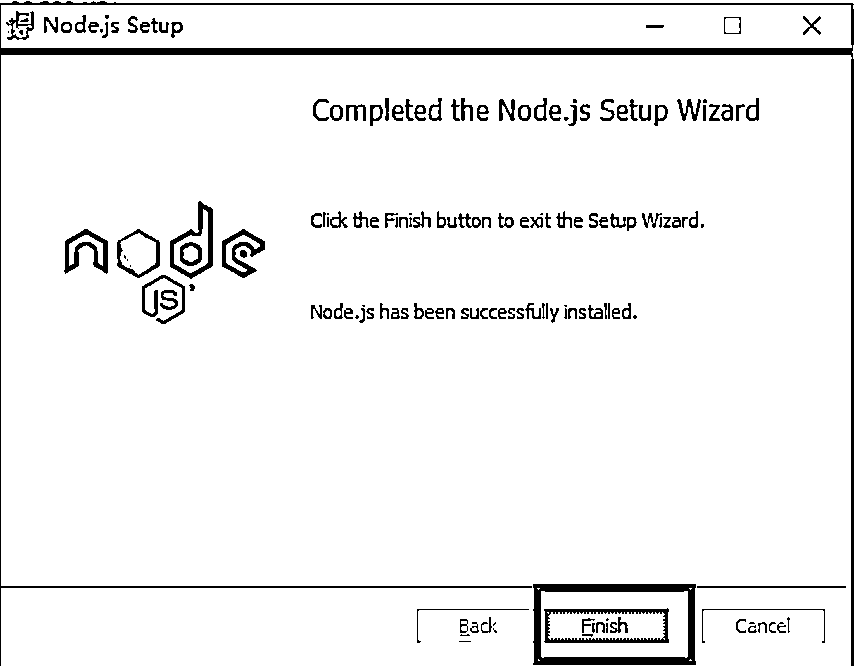 Node.js Setup
Completed the Node.js Setup Wizard
Click the Finish button to exit the Setup Wizard.
node
JS
Node.js has been successfully installed.
Back Finish Cancel